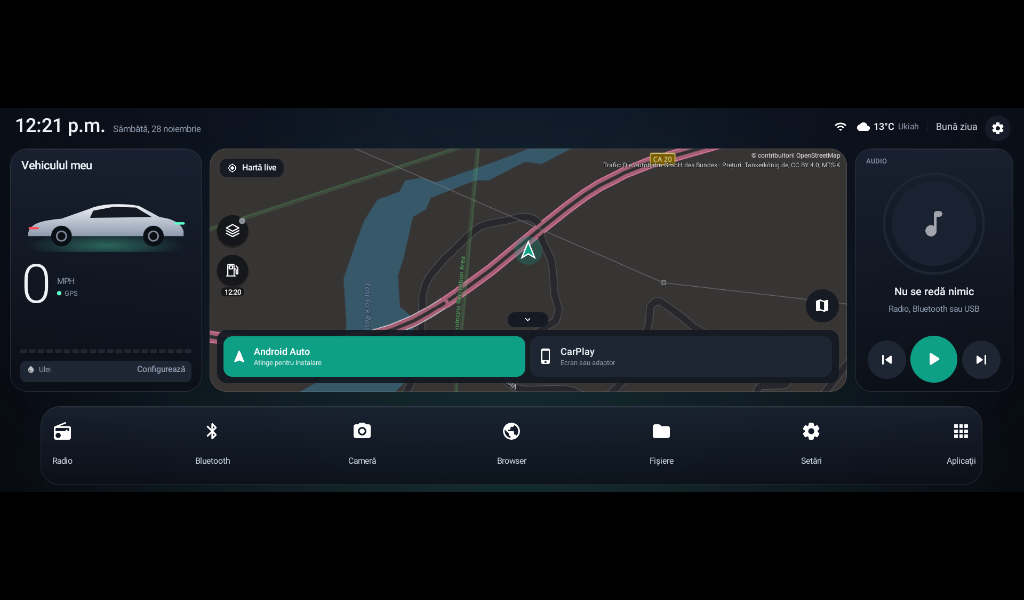 12:21 p.m. Sâmbătă, 28 noiembrie
13°C Ukiah Bună ziua
Vehiculul meu
0 MPH
GPS
Ulei Configurează
Hartă live
CA 20
© contribuitorii OpenStreetMap
12:20
Android Auto
Atinge pentru instalare
CarPlay
Ecran sau adaptor
AUDIO
Nu se redă nimic
Radio, Bluetooth sau USB
Radio
Bluetooth
Cameră
Browser
Fișiere
Setări
Aplicații